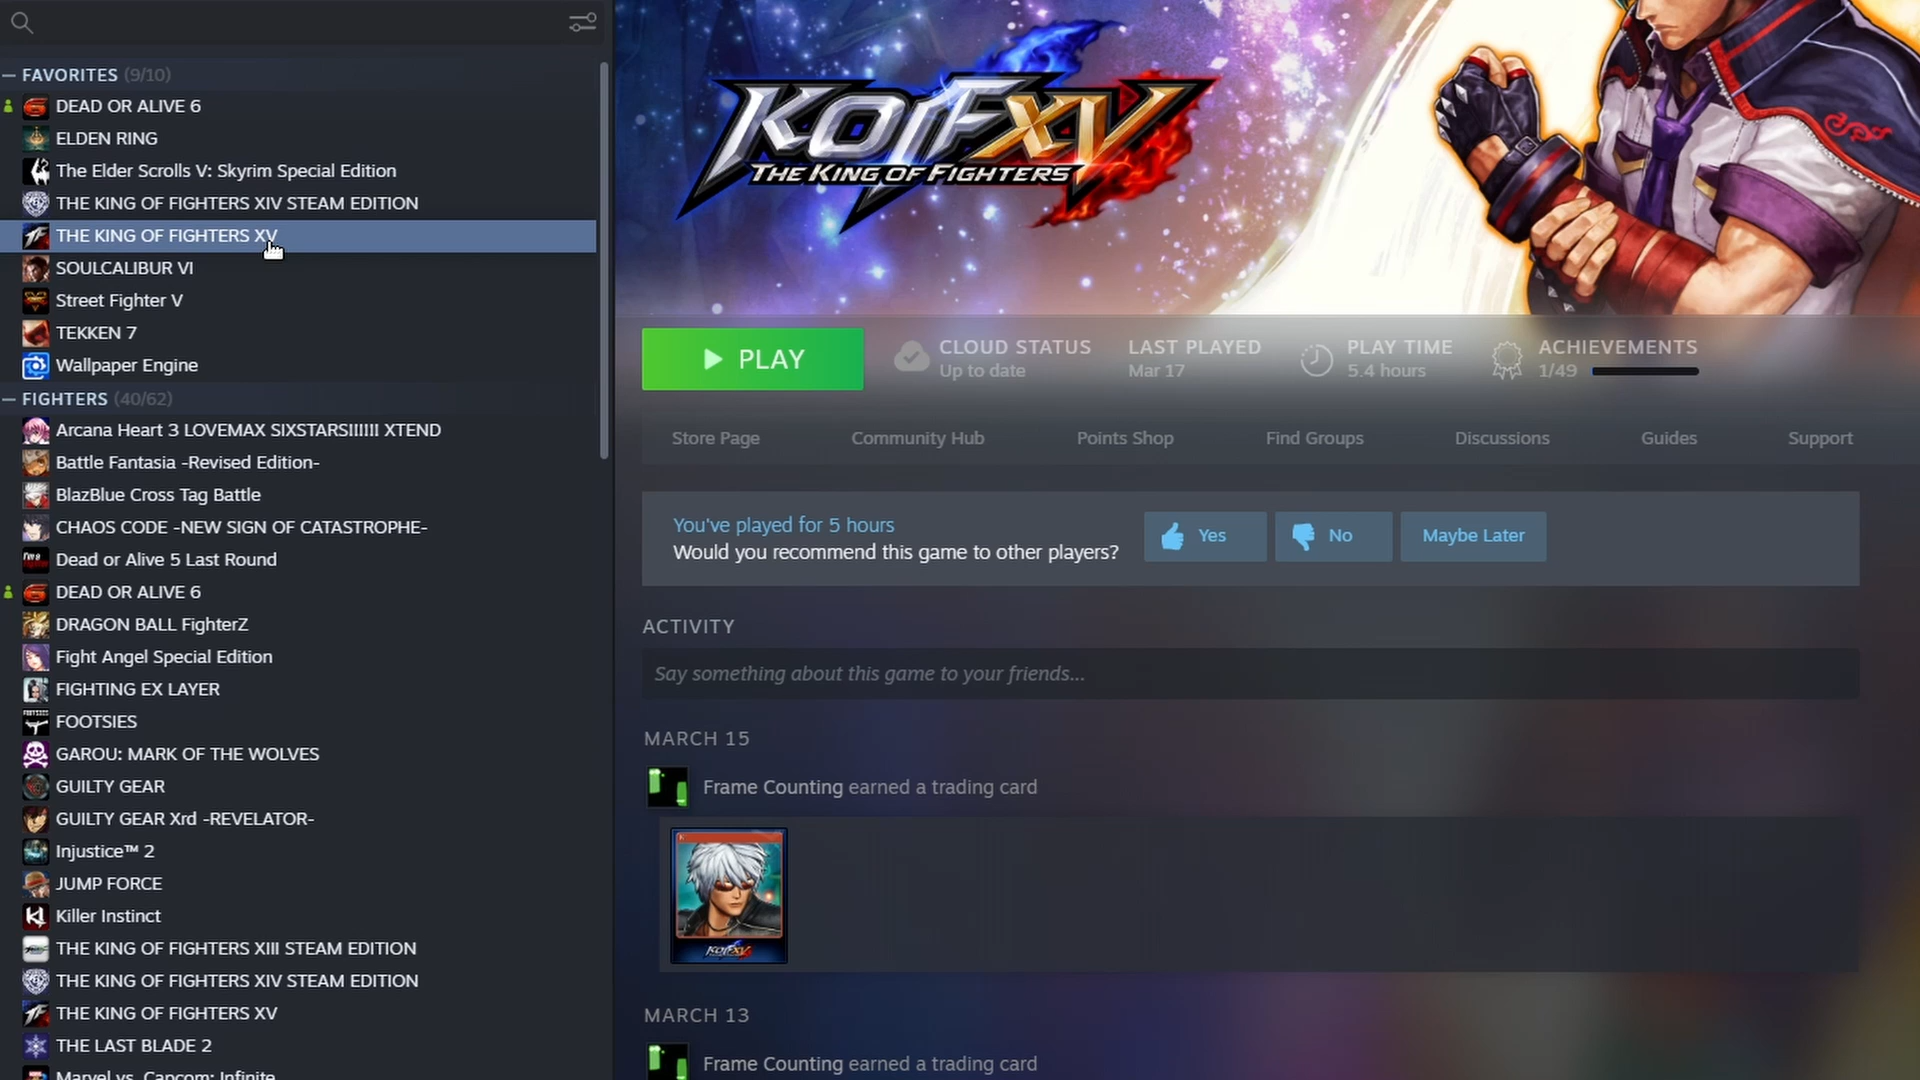 FAVORITES (9/10)
DEAD OR ALIVE 6
ELDEN RING
The Elder Scrolls V: Skyrim Special Edition
THE KING OF FIGHTERS XIV STEAM EDITION
THE KING OF FIGHTERS XV
SOULCALIBUR VI
Street Fighter V
TEKKEN 7
Wallpaper Engine
FIGHTERS (40/62)
Arcana Heart 3 LOVEMAX SIXSTARS!!!!!! XTEND
Battle Fantasia -Revised Edition-
BlazBlue Cross Tag Battle
CHAOS CODE -NEW SIGN OF CATASTROPHE-
Dead or Alive 5 Last Round
DEAD OR ALIVE 6
DRAGON BALL FighterZ
Fight Angel Special Edition
FIGHTING EX LAYER
FOOTSIES
GAROU: MARK OF THE WOLVES
GUILTY GEAR
GUILTY GEAR Xrd -REVELATOR-
Injustice™ 2
JUMP FORCE
Killer Instinct
THE KING OF FIGHTERS XIII STEAM EDITION
THE KING OF FIGHTERS XIV STEAM EDITION
THE KING OF FIGHTERS XV
THE LAST BLADE 2
Marvel vs. Capcom: Infinite
KOF XV
THE KING OF FIGHTERS
PLAY
CLOUD STATUS
Up to date
LAST PLAYED
Mar 17
PLAY TIME
5.4 hours
ACHIEVEMENTS
1/49
Store Page
Community Hub
Points Shop
Find Groups
Discussions
Guides
Support
You've played for 5 hours
Would you recommend this game to other players?
Yes
No
Maybe Later
ACTIVITY
Say something about this game to your friends...
MARCH 15
Frame Counting earned a trading card
KOF XV
MARCH 13
Frame Counting earned a trading card